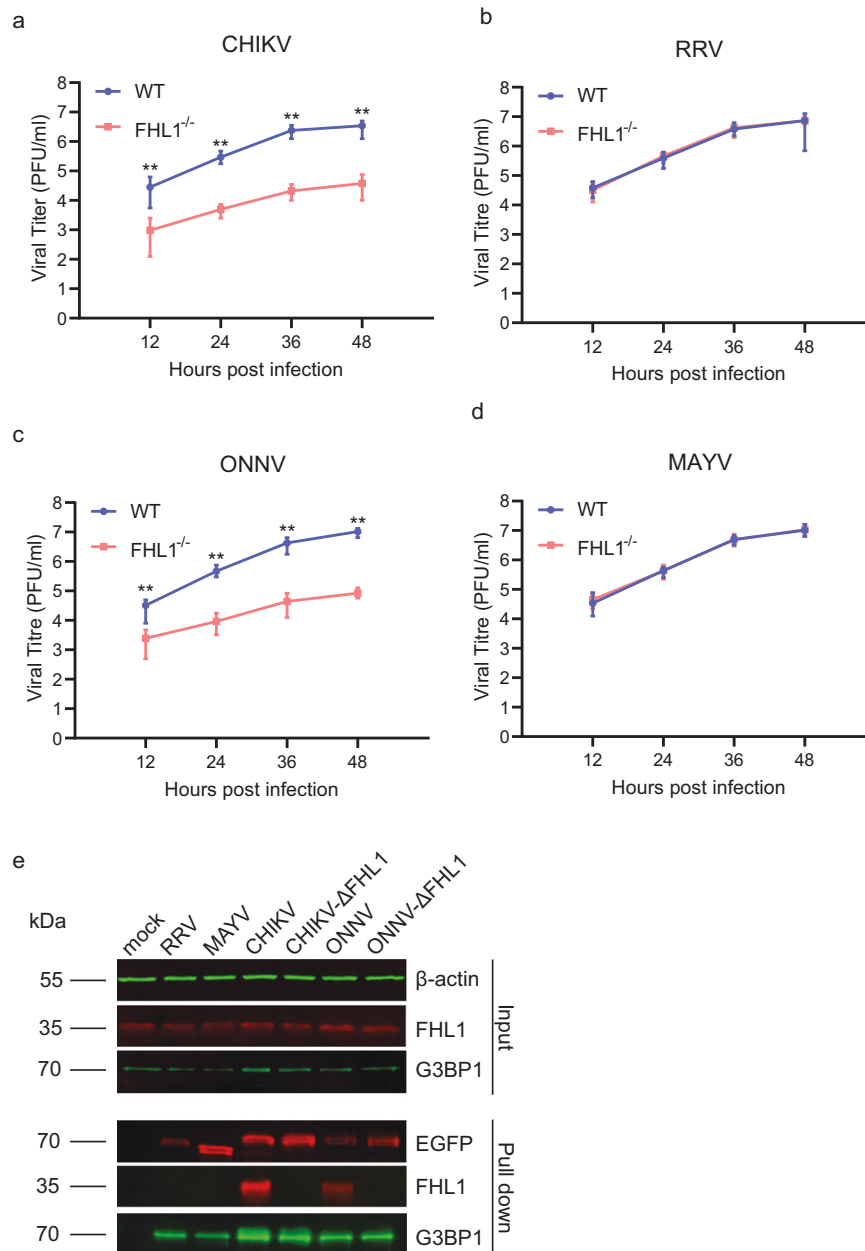 a
CHIKV
WT
FHL1-/-
** ** ** **
8
7
6
5
4
3
2
1
0
Viral Titer (PFU/ml)
12 24 36 48
Hours post infection
b
RRV
WT
FHL1-/-
8
7
6
5
4
3
2
1
0
Viral Titre (PFU/ml)
12 24 36 48
Hours post infection
c
ONNV
WT
FHL1-/-
** ** ** **
8
7
6
5
4
3
2
1
0
Viral Titre (PFU/ml)
12 24 36 48
Hours post infection
d
MAYV
WT
FHL1-/-
8
7
6
5
4
3
2
1
0
Viral Titre (PFU/ml)
12 24 36 48
Hours post infection
e
kDa
mock RRV MAYV CHIKV CHIKV-ΔFHL1 ONNV ONNV-ΔFHL1
55 β-actin
35 FHL1
70 G3BP1
Input
70 EGFP
35 FHL1
70 G3BP1
Pull down